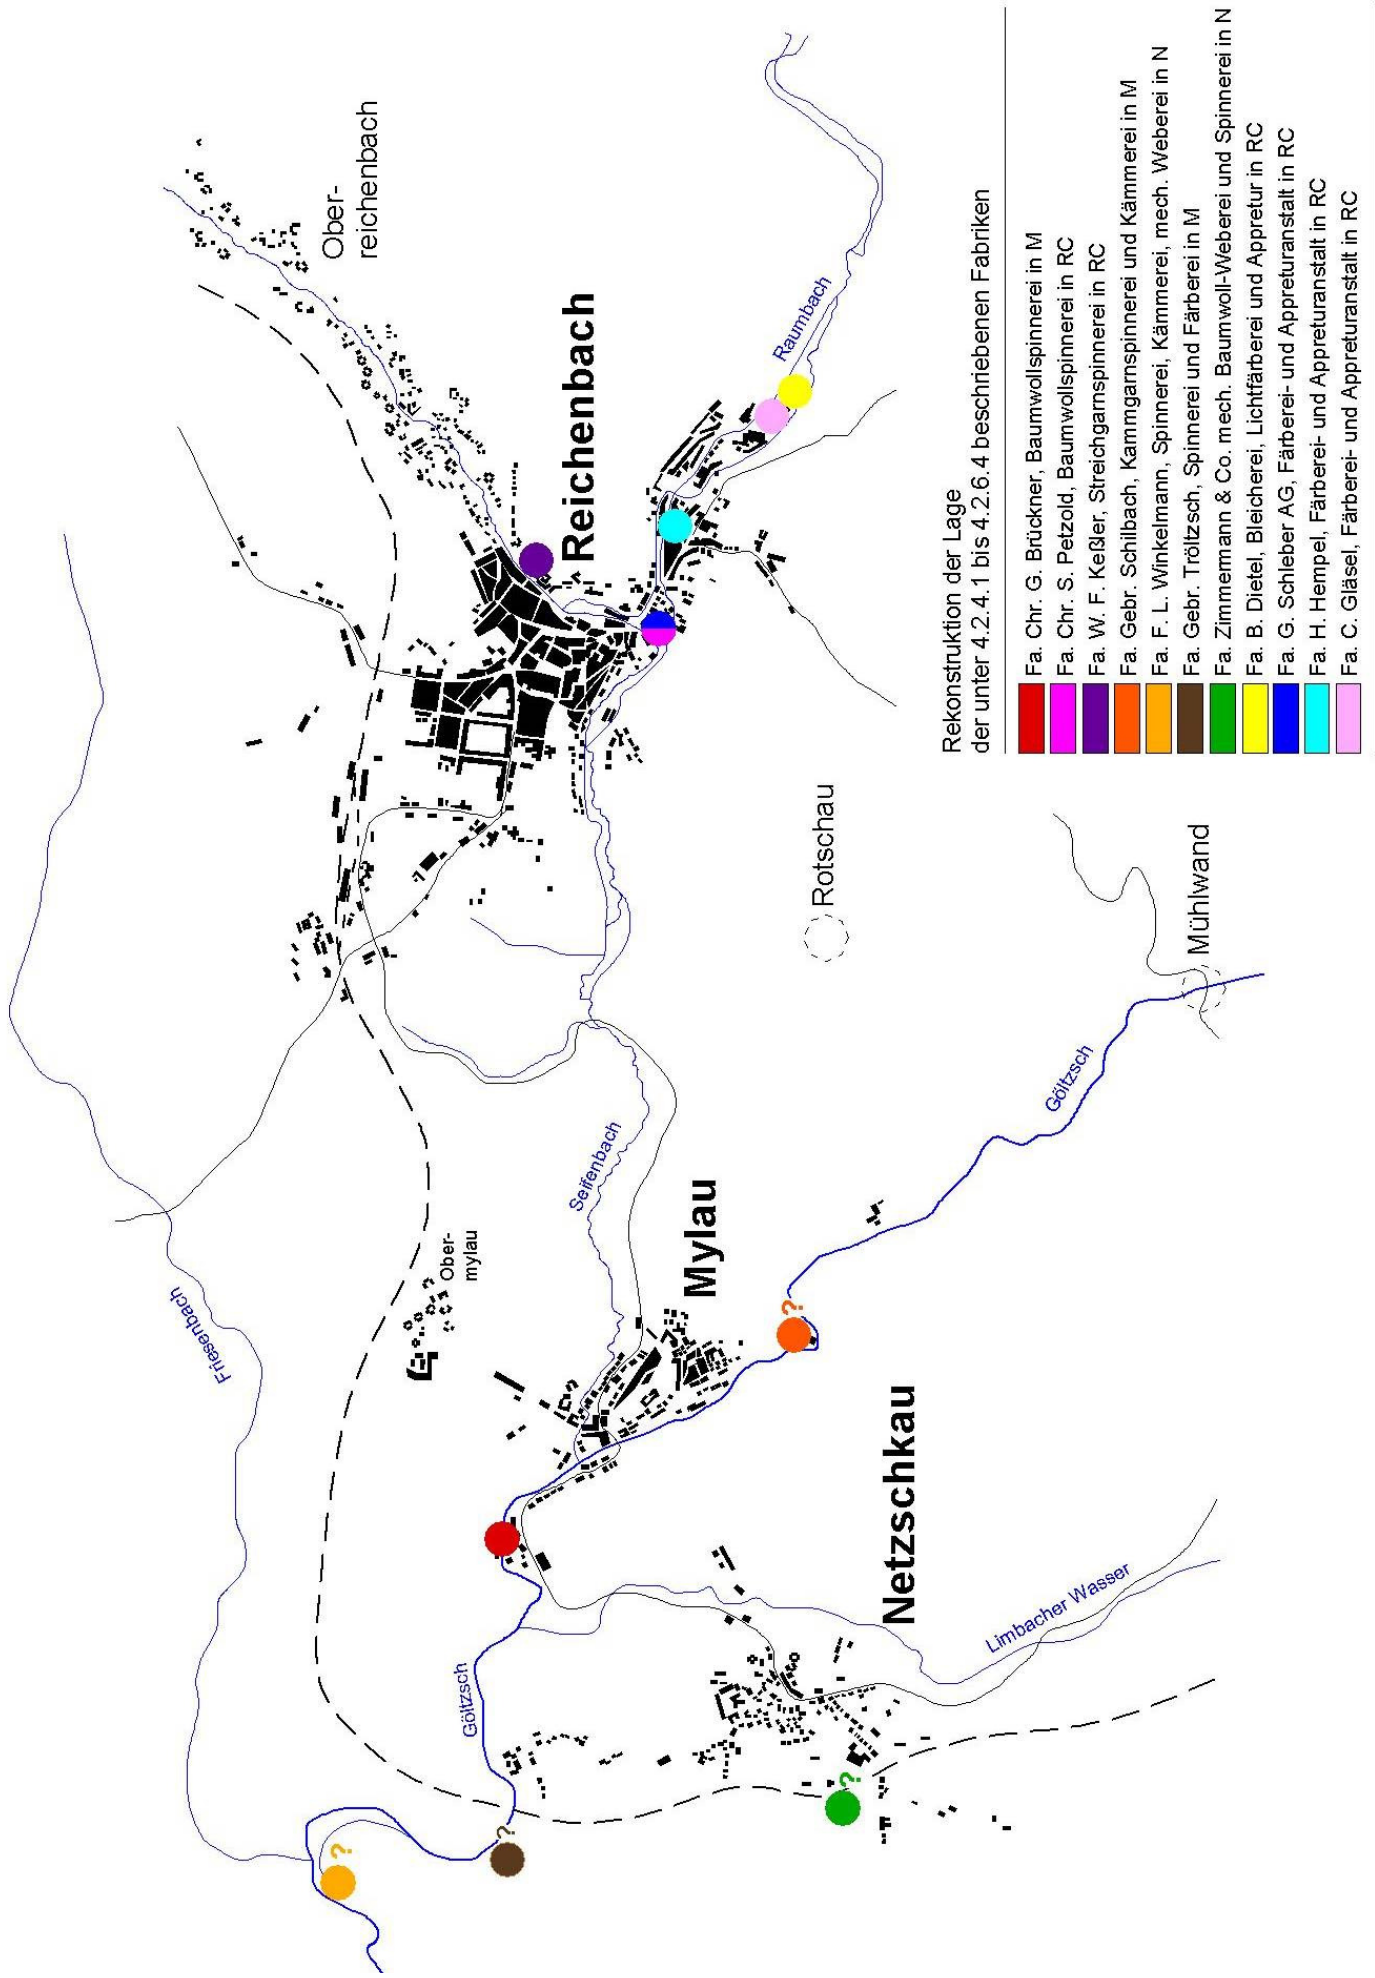 Ober-
reichenbach
Reichenbach
Raumbach
Friesenbach
Ober-
mylau
Seifenbach
Mylau
Rotschau
Göltzsch
Mühlwand
Göltzsch
Netzschkau
Limbacher Wasser
?
?
?
?
Rekonstruktion der Lage
der unter 4.2.4.1 bis 4.2.6.4 beschriebenen Fabriken
Fa. Chr. G. Brückner, Baumwollspinnerei in M
Fa. Chr. S. Petzold, Baumwollspinnerei in RC
Fa. W. F. Keßler, Streichgarnspinnerei in RC
Fa. Gebr. Schilbach, Kammgarnspinnerei und Kämmerei in M
Fa. F. L. Winkelmann, Spinnerei, Kämmerei, mech. Weberei in N
Fa. Gebr. Tröltzsch, Spinnerei und Färberei in M
Fa. Zimmermann & Co. mech. Baumwoll-Weberei und Spinnerei in N
Fa. B. Dietel, Bleicherei, Lichtfärberei und Appretur in RC
Fa. G. Schleber AG, Färberei- und Appreturanstalt in RC
Fa. H. Hempel, Färberei- und Appreturanstalt in RC
Fa. C. Gläsel, Färberei- und Appreturanstalt in RC